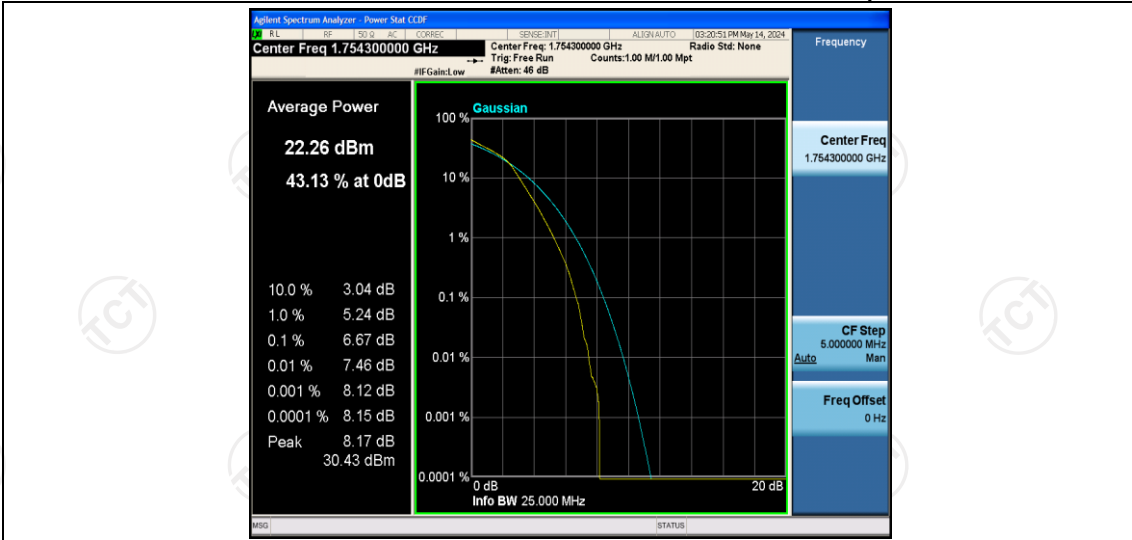 Agilent Spectrum Analyzer - Power Stat CCDF
RL RF 50 Ω AC CORREC SENSE:INT ALIGN AUTO 03:20:51 PM May 14, 2024
Center Freq 1.754300000 GHz
Center Freq: 1.754300000 GHz Radio Std: None
Trig: Free Run Counts:1.00 M/1.00 Mpt
#IFGain:Low #Atten: 46 dB
Frequency
Average Power
22.26 dBm
43.13 % at 0dB
10.0 % 3.04 dB
1.0 % 5.24 dB
0.1 % 6.67 dB
0.01 % 7.46 dB
0.001 % 8.12 dB
0.0001 % 8.15 dB
Peak 8.17 dB
30.43 dBm
Gaussian
100 %
10 %
1 %
0.1 %
0.01 %
0.001 %
0.0001 %
0 dB 20 dB
Info BW 25.000 MHz
Center Freq
1.754300000 GHz
CF Step
5.000000 MHz
Auto Man
Freq Offset
0 Hz
MSG STATUS
TCT
TCT